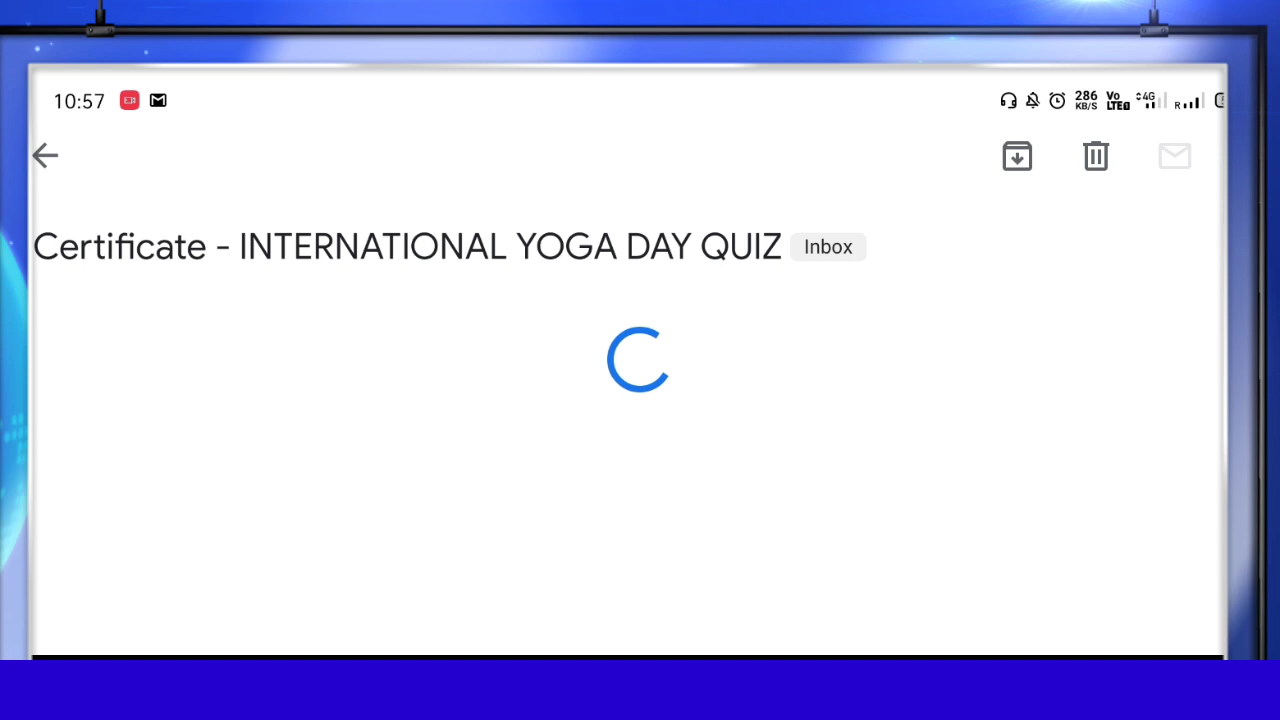 10:57 286 KB/S Vo LTE 4G R
Certificate - INTERNATIONAL YOGA DAY QUIZ Inbox